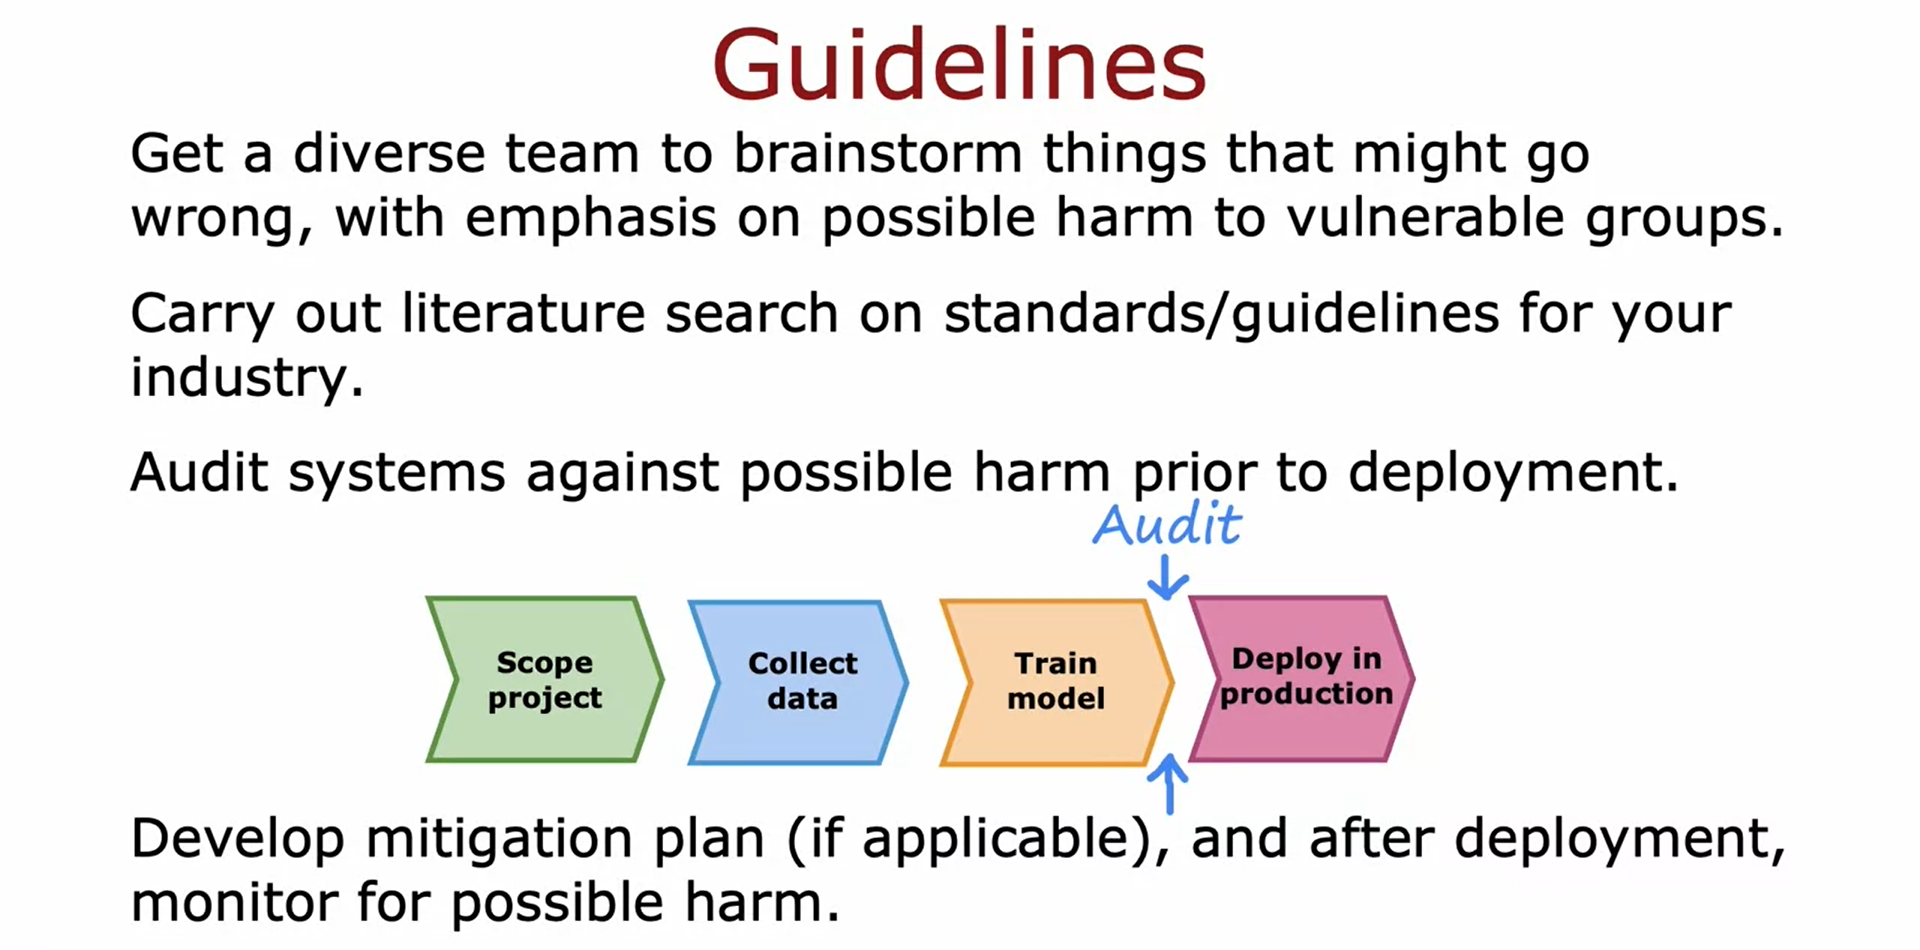 Guidelines
Get a diverse team to brainstorm things that might go
wrong, with emphasis on possible harm to vulnerable groups.
Carry out literature search on standards/guidelines for your
industry.
Audit systems against possible harm prior to deployment.
Audit
Scope
project
Collect
data
Train
model
Deploy in
production
Develop mitigation plan (if applicable), and after deployment,
monitor for possible harm.